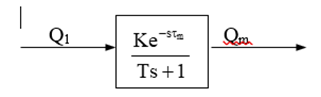 Q₁ Ke^{-sτₘ} Qₘ
Ts + 1